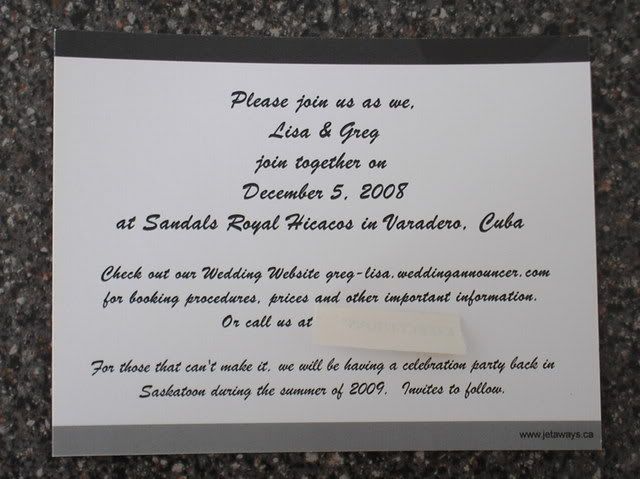 Please join us as we,
Lisa & Greg
join together on
December 5, 2008
at Sandals Royal Hicacos in Varadero, Cuba
Check out our Wedding Website greg-lisa.weddingannouncer.com
for booking procedures, prices and other important information.
Or call us at
For those that can't make it, we will be having a celebration party back in
Saskatoon during the summer of 2009. Invites to follow.
www.jetaways.ca